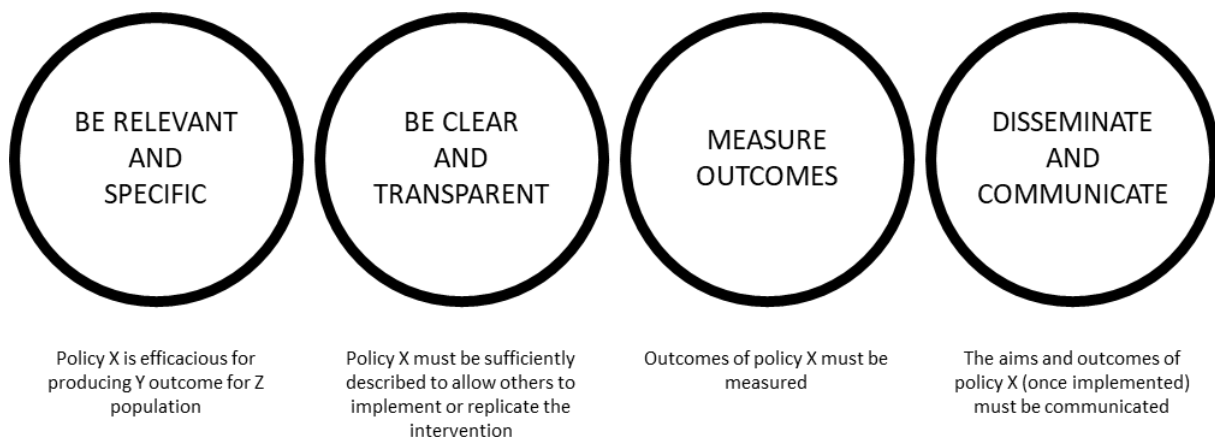 BE RELEVANT
AND
SPECIFIC
BE CLEAR
AND
TRANSPARENT
MEASURE
OUTCOMES
DISSEMINATE
AND
COMMUNICATE
Policy X is efficacious for
producing Y outcome for Z
population
Policy X must be sufficiently
described to allow others to
implement or replicate the
intervention
Outcomes of policy X must be
measured
The aims and outcomes of
policy X (once implemented)
must be communicated